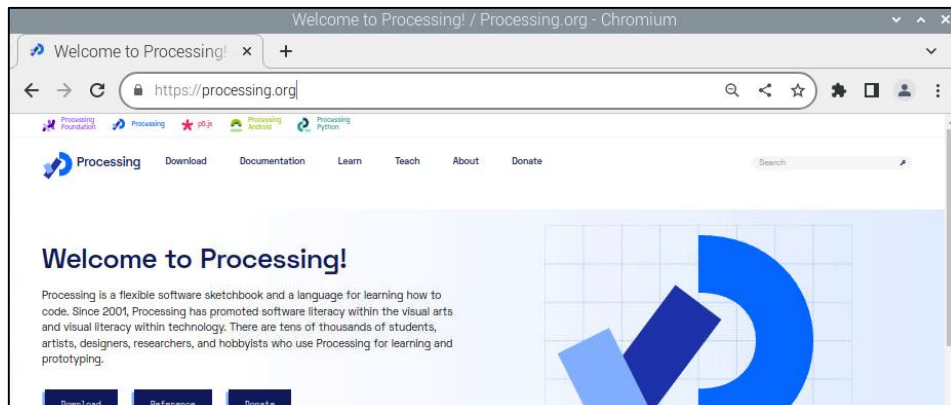 Welcome to Processing! / Processing.org - Chromium
Welcome to Processing!
https://processing.org
Processing Foundation
Processing
p5.js
Processing Android
Processing Python
Processing
Download
Documentation
Learn
Teach
About
Donate
Search
Welcome to Processing!
Processing is a flexible software sketchbook and a language for learning how to
code. Since 2001, Processing has promoted software literacy within the visual arts
and visual literacy within technology. There are tens of thousands of students,
artists, designers, researchers, and hobbyists who use Processing for learning and
prototyping.
Download
Reference
Donate